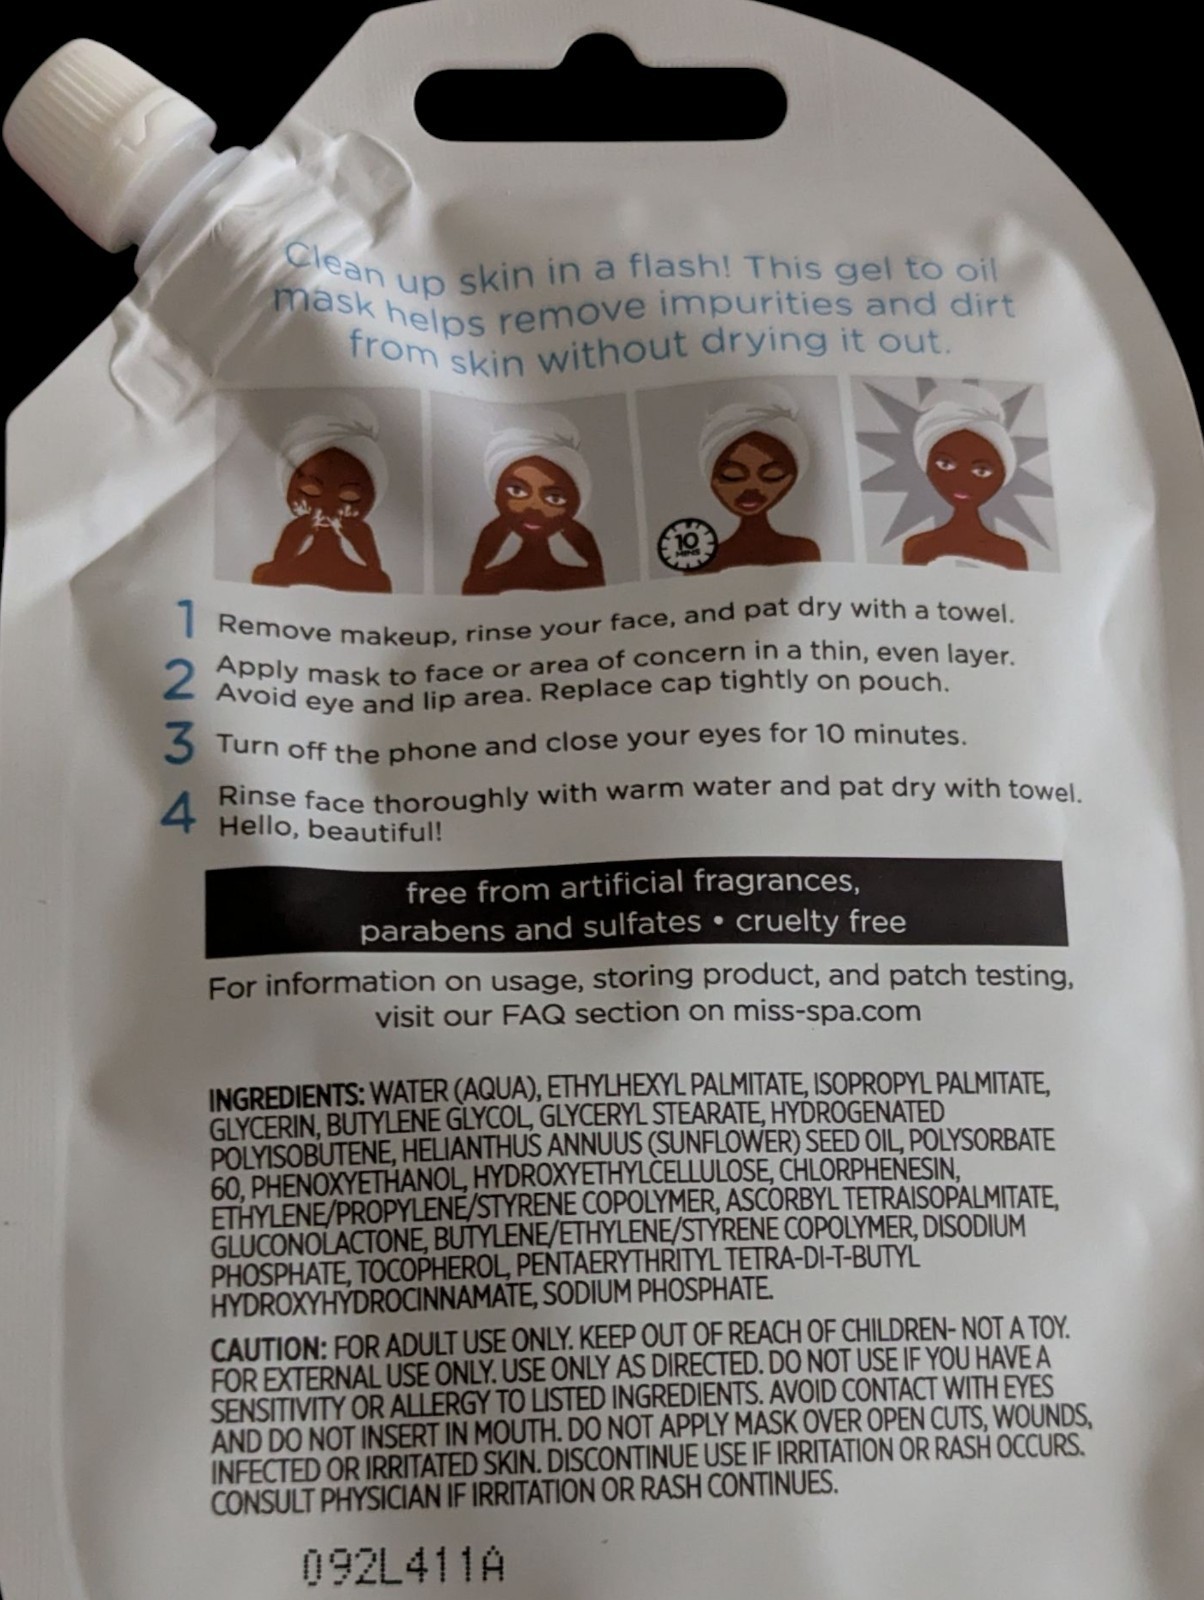 Clean up skin in a flash! This gel to oil
mask helps remove impurities and dirt
from skin without drying it out.
10
MINS
1 Remove makeup, rinse your face, and pat dry with a towel.
2 Apply mask to face or area of concern in a thin, even layer.
Avoid eye and lip area. Replace cap tightly on pouch.
3 Turn off the phone and close your eyes for 10 minutes.
4 Rinse face thoroughly with warm water and pat dry with towel.
Hello, beautiful!
free from artificial fragrances,
parabens and sulfates • cruelty free
For information on usage, storing product, and patch testing,
visit our FAQ section on miss-spa.com
INGREDIENTS: WATER (AQUA), ETHYLHEXYL PALMITATE, ISOPROPYL PALMITATE,
GLYCERIN, BUTYLENE GLYCOL, GLYCERYL STEARATE, HYDROGENATED
POLYISOBUTENE, HELIANTHUS ANNUUS (SUNFLOWER) SEED OIL, POLYSORBATE
60, PHENOXYETHANOL, HYDROXYETHYLCELLULOSE, CHLORPHENESIN,
ETHYLENE/PROPYLENE/STYRENE COPOLYMER, ASCORBYL TETRAISOPALMITATE,
GLUCONOLACTONE, BUTYLENE/ETHYLENE/STYRENE COPOLYMER, DISODIUM
PHOSPHATE, TOCOPHEROL, PENTAERYTHRITYL TETRA-DI-T-BUTYL
HYDROXYHYDROCINNAMATE, SODIUM PHOSPHATE.
CAUTION: FOR ADULT USE ONLY. KEEP OUT OF REACH OF CHILDREN- NOT A TOY.
FOR EXTERNAL USE ONLY. USE ONLY AS DIRECTED. DO NOT USE IF YOU HAVE A
SENSITIVITY OR ALLERGY TO LISTED INGREDIENTS. AVOID CONTACT WITH EYES
AND DO NOT INSERT IN MOUTH. DO NOT APPLY MASK OVER OPEN CUTS, WOUNDS,
INFECTED OR IRRITATED SKIN. DISCONTINUE USE IF IRRITATION OR RASH OCCURS.
CONSULT PHYSICIAN IF IRRITATION OR RASH CONTINUES.
092L411A